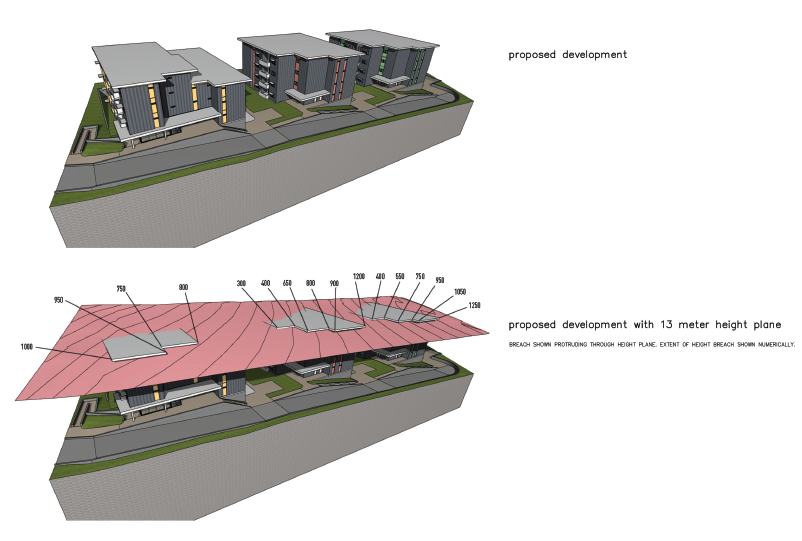 proposed development
1200 400 550 750 950
750 800 300 400 650 800 900
950 1050
1250
proposed development with 13 meter height plane
1000
BREACH SHOWN PROTRUDING THROUGH HEIGHT PLANE. EXTENT OF HEIGHT BREACH SHOWN NUMERICALLY.